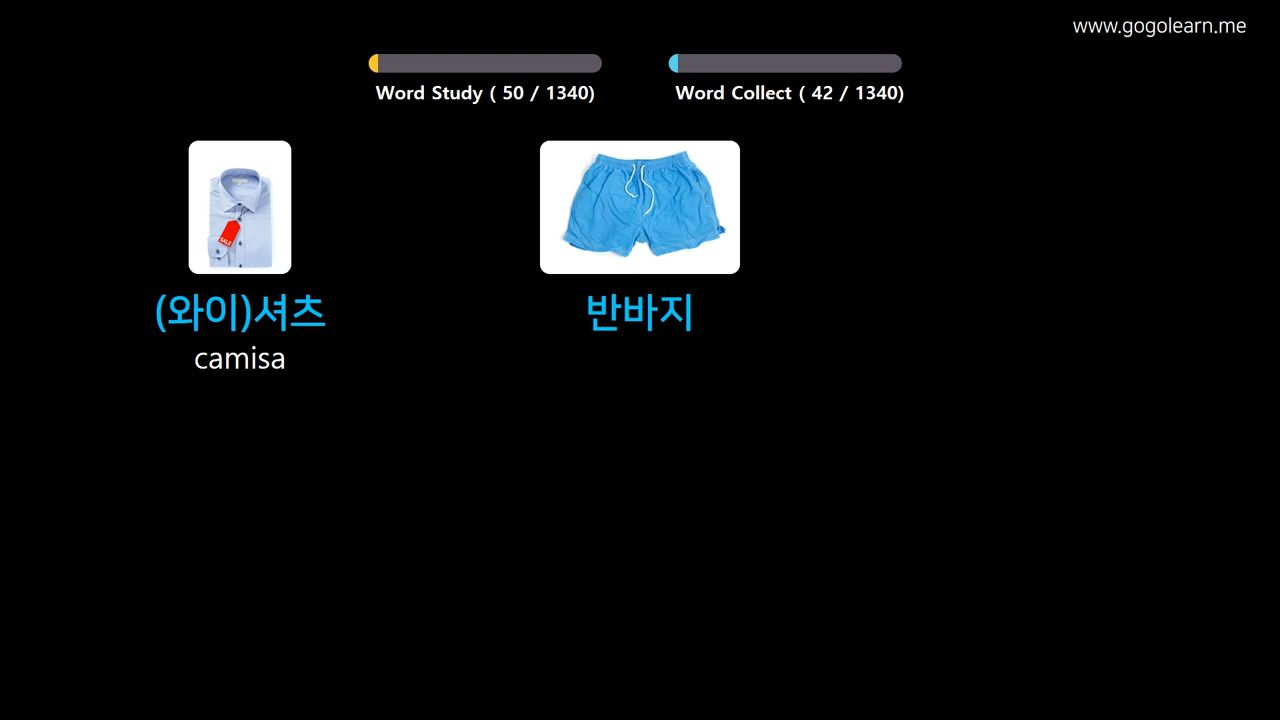 www.gogolearn.me
Word Study ( 50 / 1340)
Word Collect ( 42 / 1340)
SALE
(와이)셔츠
반바지
camisa